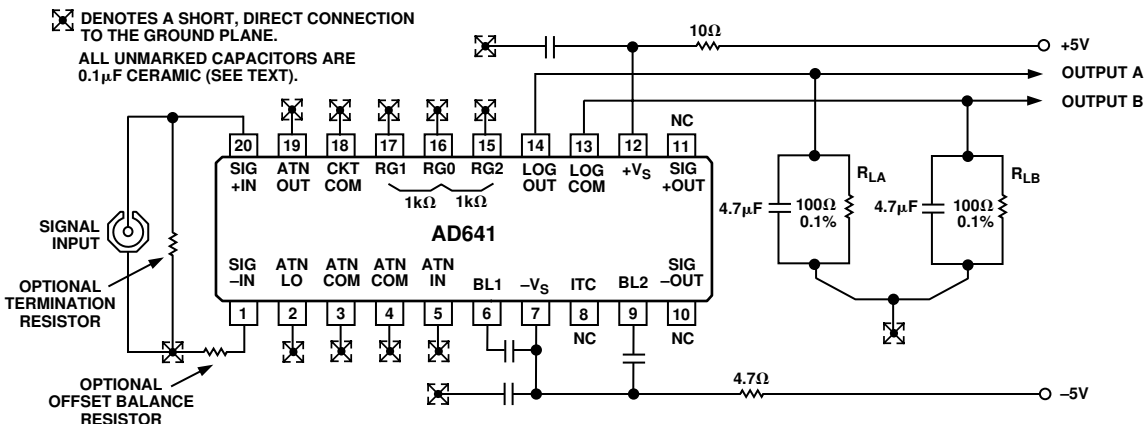 DENOTES A SHORT, DIRECT CONNECTION
TO THE GROUND PLANE.
ALL UNMARKED CAPACITORS ARE
0.1µF CERAMIC (SEE TEXT).
10Ω
+5V
OUTPUT A
OUTPUT B
NC
20 19 18 17 16 15 14 13 12 11
SIG +IN
ATN OUT
CKT COM
RG1
RG0
RG2
LOG OUT
LOG COM
+VS
SIG +OUT
1kΩ 1kΩ
AD641
SIG –IN
ATN LO
ATN COM
ATN COM
ATN IN
BL1
–VS
ITC
BL2
SIG –OUT
1 2 3 4 5 6 7 8 9 10
NC
NC
SIGNAL
INPUT
OPTIONAL
TERMINATION
RESISTOR
OPTIONAL
OFFSET BALANCE
RESISTOR
RLA
4.7µF
100Ω
0.1%
RLB
4.7µF
100Ω
0.1%
4.7Ω
–5V